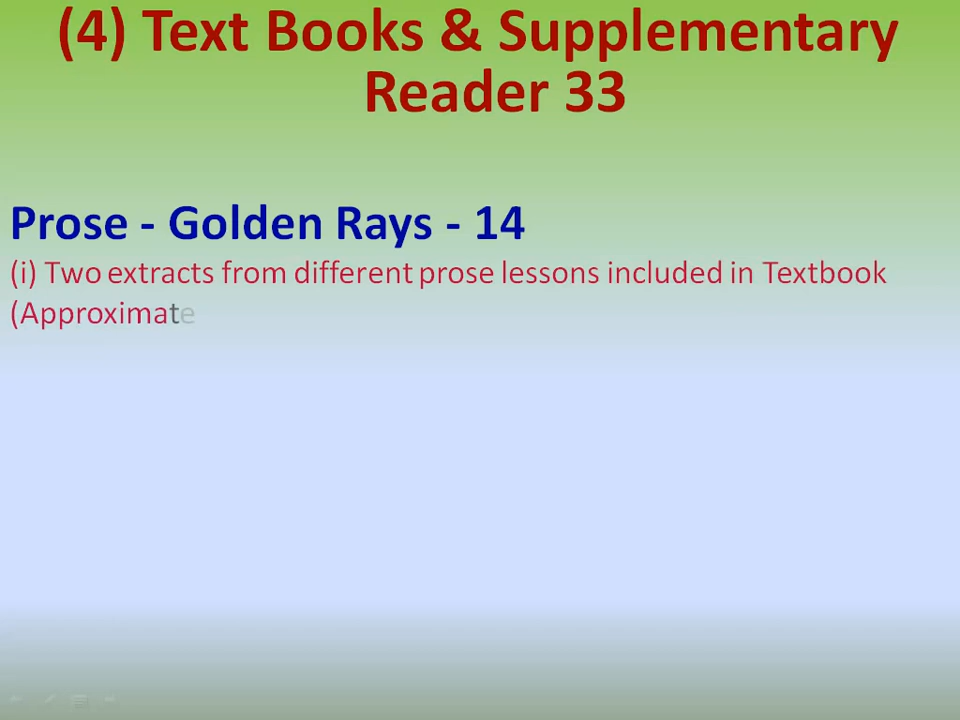 (4) Text Books & Supplementary
Reader 33
Prose - Golden Rays - 14
(i) Two extracts from different prose lessons included in Textbook
(Approximate